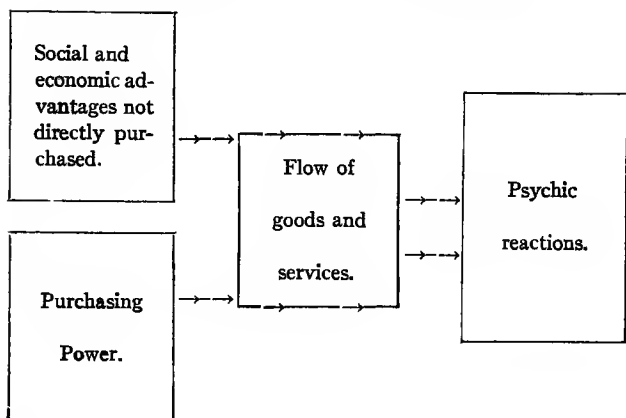 Social and
economic ad-
vantages not
directly pur-
chased.
Flow of
goods and
services.
Psychic
reactions.
Purchasing
Power.